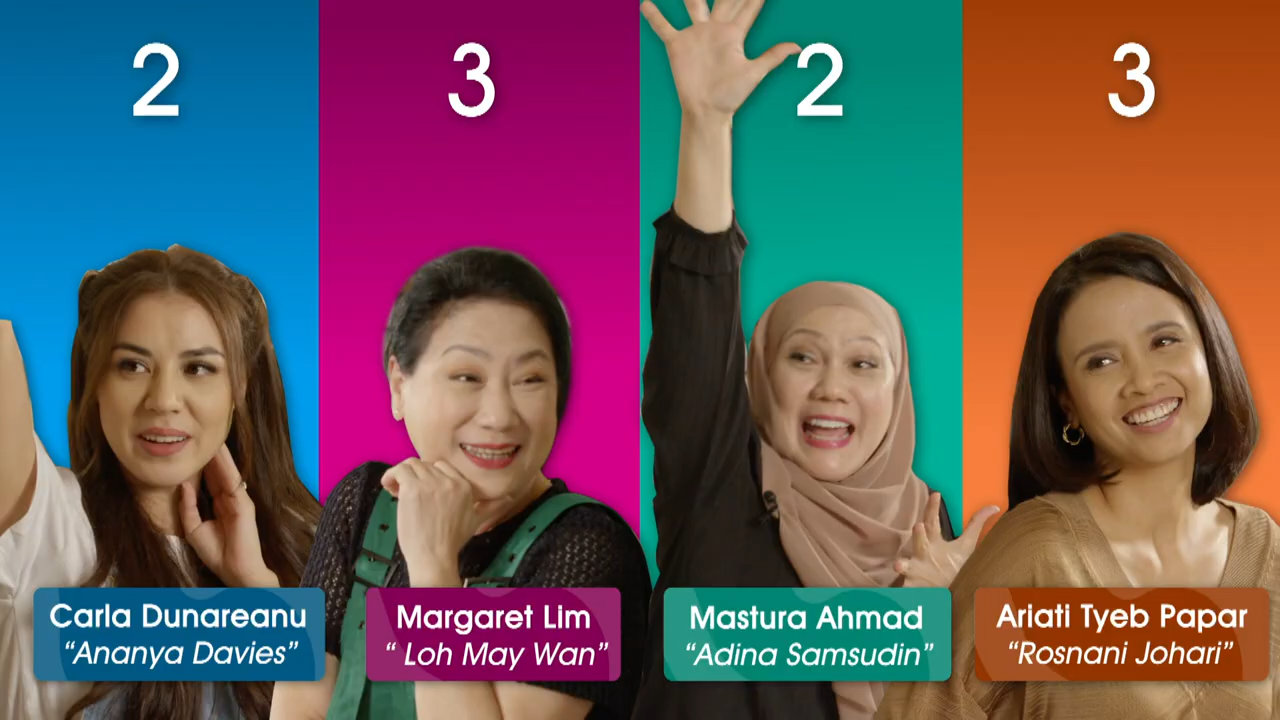 2
3
2
3
Carla Dunareanu
“Ananya Davies”
Margaret Lim
“ Loh May Wan”
Mastura Ahmad
“Adina Samsudin”
Ariati Tyeb Papar
“Rosnani Johari”